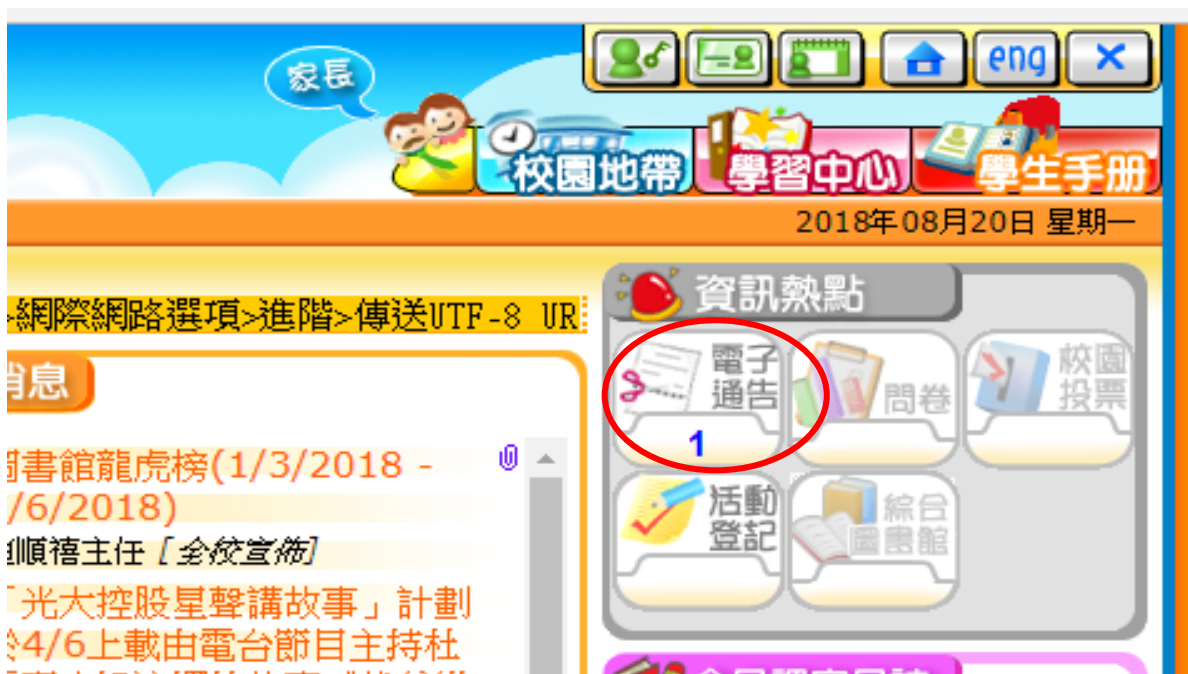 家長
eng
校園地帶
學習中心
學生手册
2018年08月20日 星期一
網際網路選項>進階>傳送UTF-8 UR
資訊熱點
電子
通告
1
問卷
校園
投票
活動
登記
綜合
圖書館
息
書館龍虎榜(1/3/2018 -
/6/2018)
順禧主任 [全校宣佈]
「光大控股星聲講故事」計劃
4/6上載由電台節目主持杜